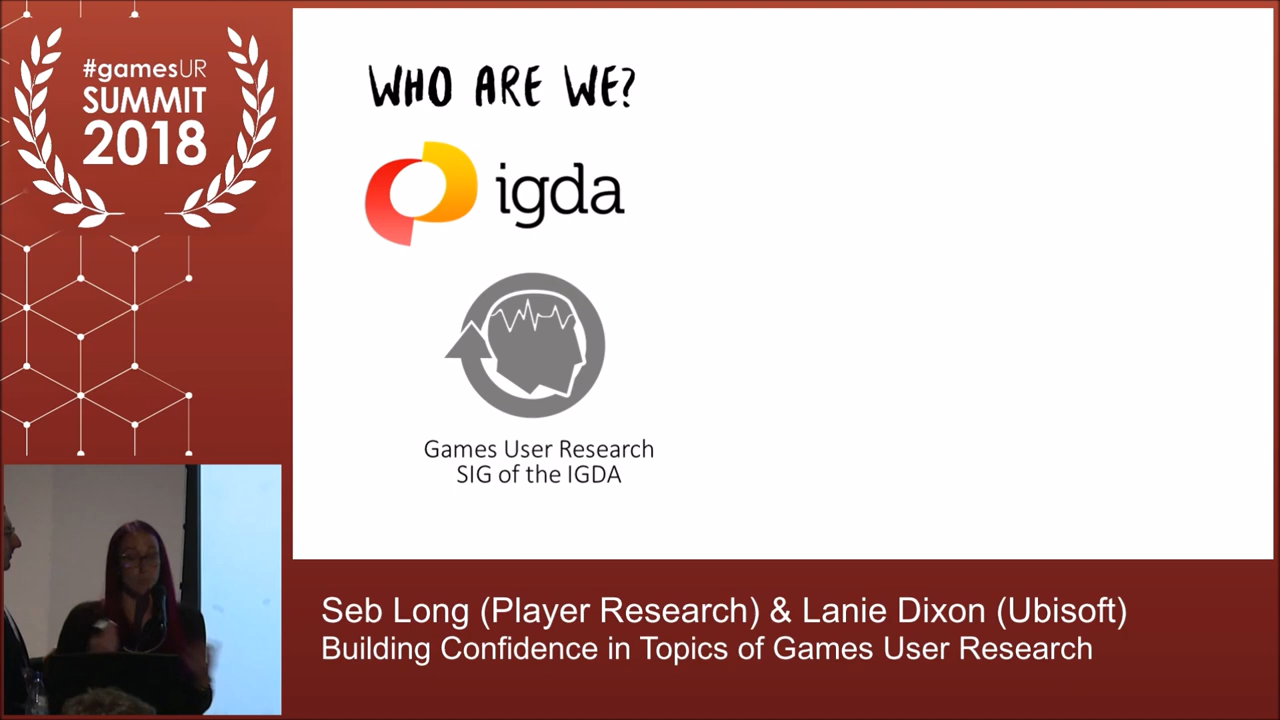 #gamesUR
SUMMIT
2018
WHO ARE WE?
igda
Games User Research
SIG of the IGDA
Seb Long (Player Research) & Lanie Dixon (Ubisoft)
Building Confidence in Topics of Games User Research